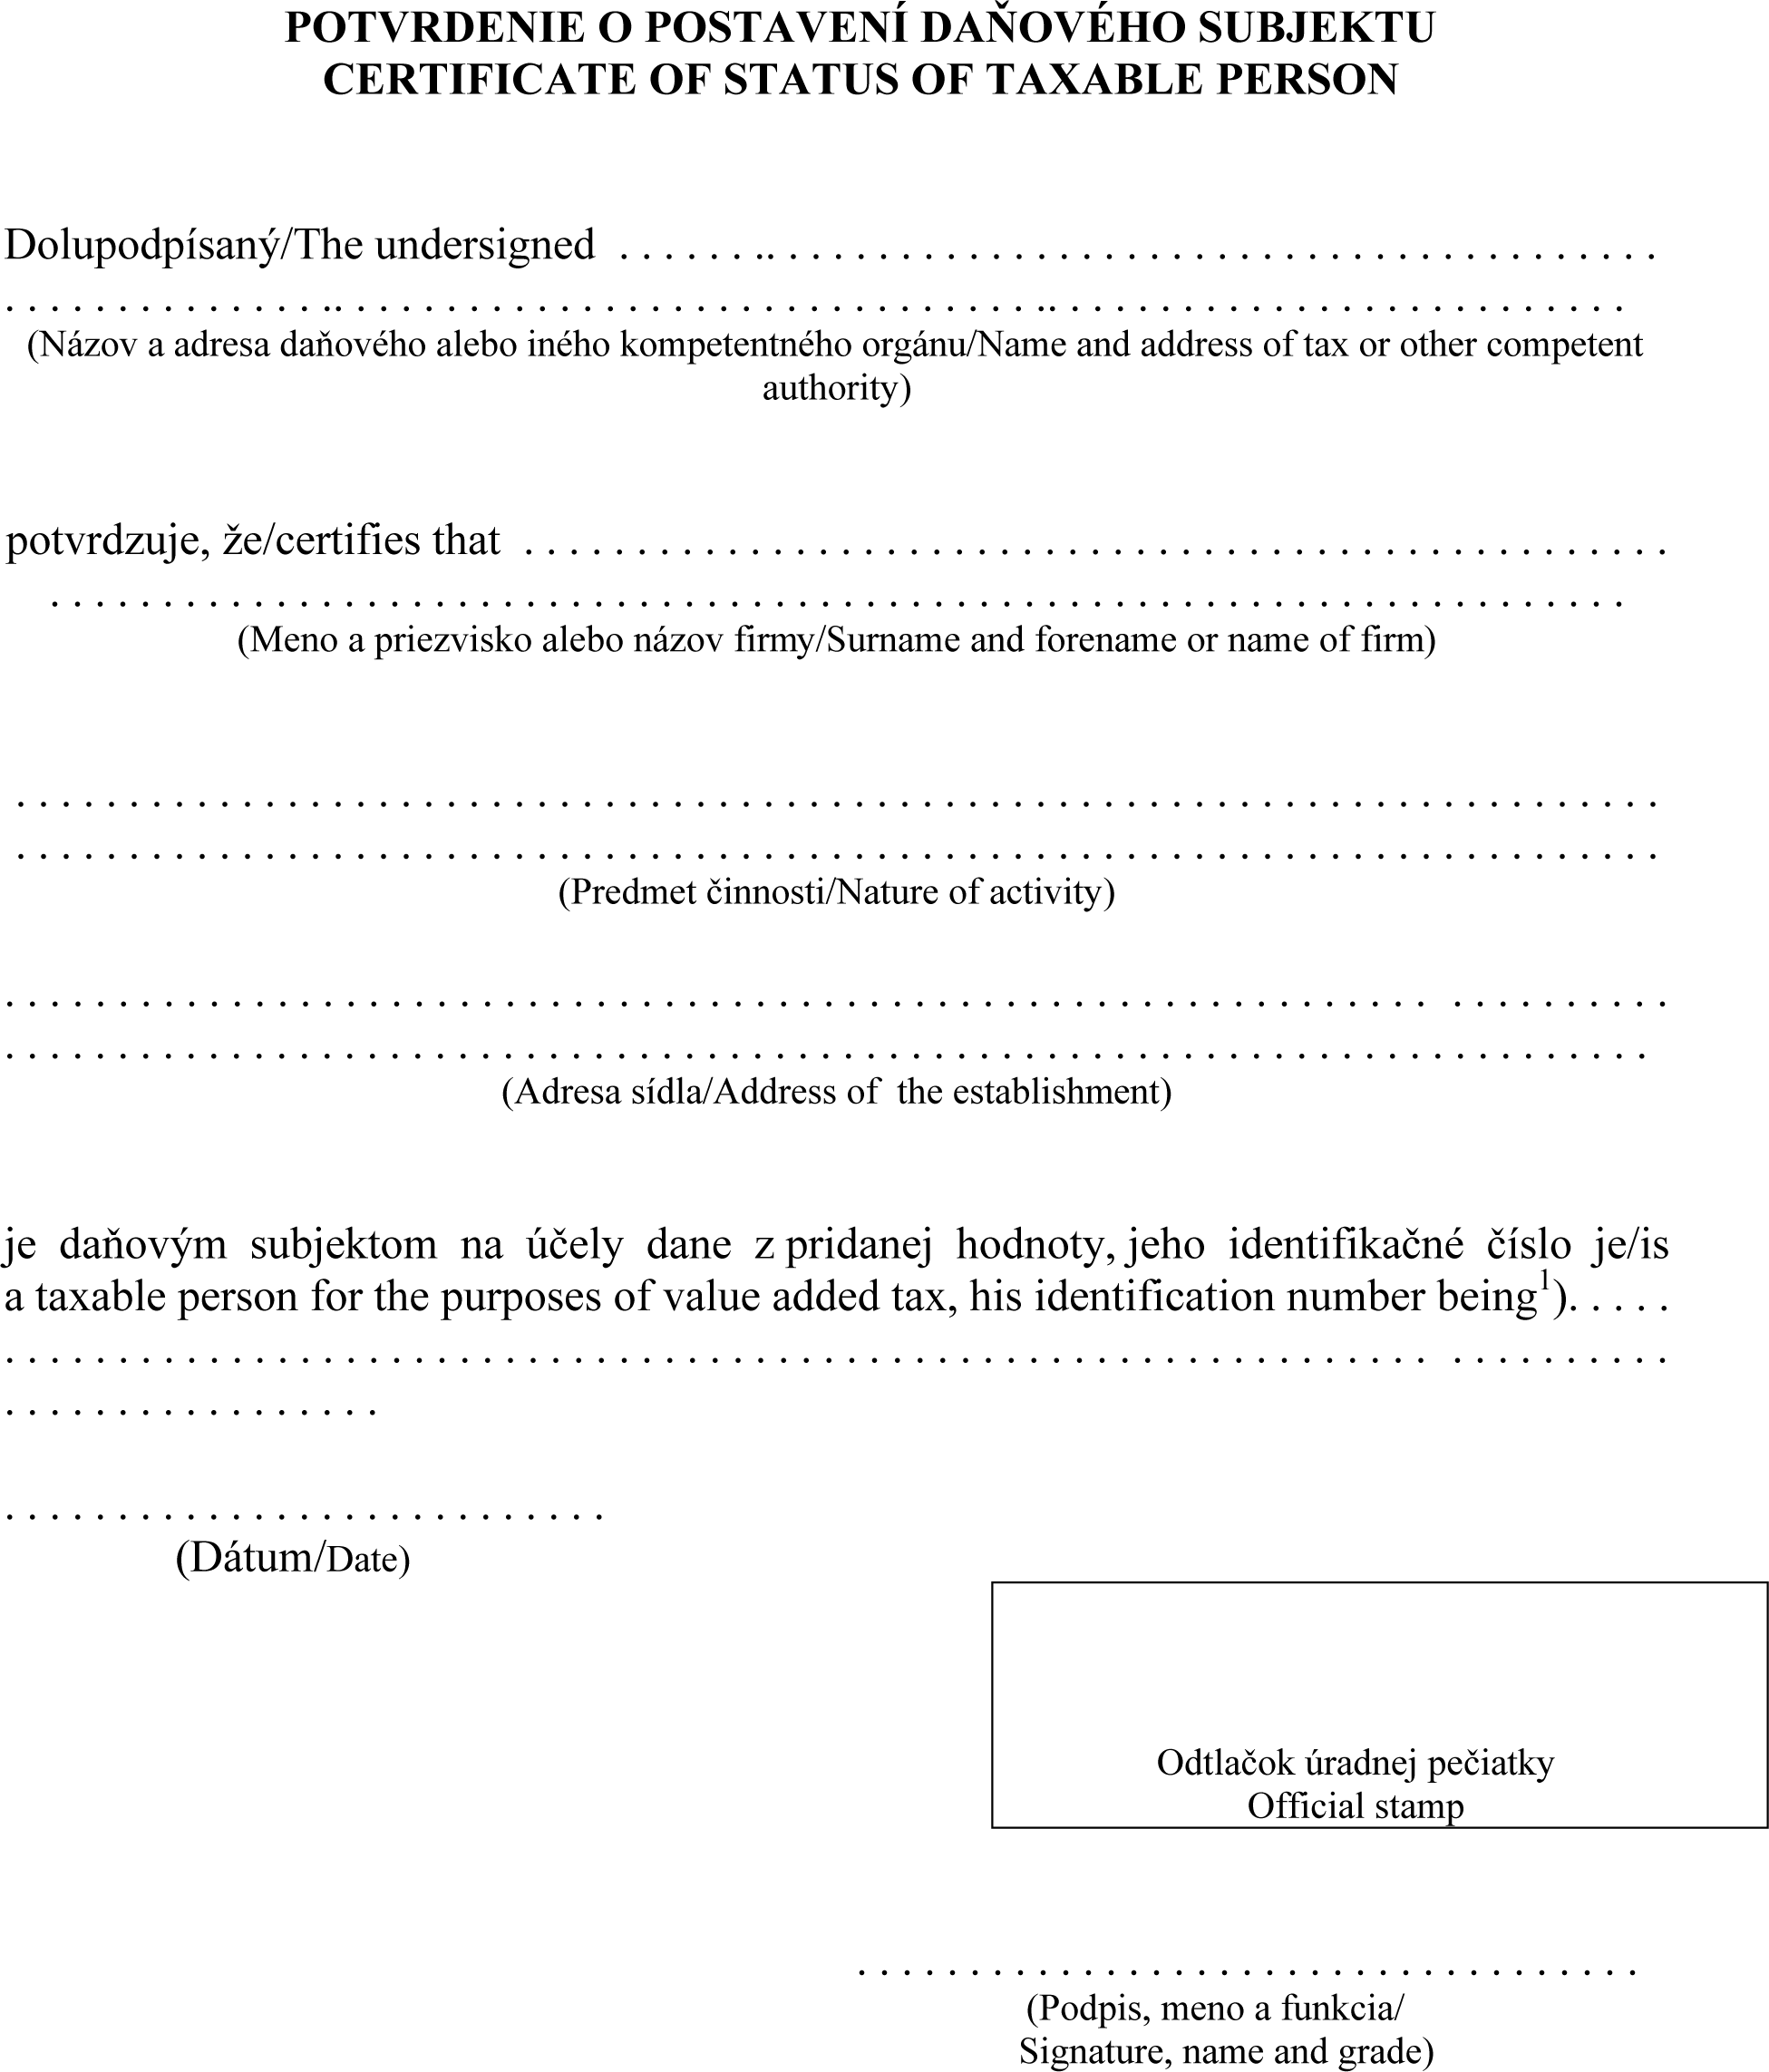 POTVRDENIE O POSTAVENÍ DAŇOVÉHO SUBJEKTU
CERTIFICATE OF STATUS OF TAXABLE PERSON
Dolupodpísaný/The undersigned . . . . . . .. . . . . . . . . . . . . . . . . . . . . . . . . . . . . . . . . . . . . . . .
. . . . . . . . . . . . . . .. . . . . . . . . . . . . . . . . . . . . . . . . . . . . . . .. . . . . . . . . . . . . . . . . . . . . . . . . .
(Názov a adresa daňového alebo iného kompetentného orgánu/Name and address of tax or other competent
authority)
potvrdzuje, že/certifies that . . . . . . . . . . . . . . . . . . . . . . . . . . . . . . . . . . . . . . . . . . . . . . . . . . .
. . . . . . . . . . . . . . . . . . . . . . . . . . . . . . . . . . . . . . . . . . . . . . . . . . . . . . . . . . . . . . . . . . . . . .
(Meno a priezvisko alebo názov firmy/Surname and forename or name of firm)
. . . . . . . . . . . . . . . . . . . . . . . . . . . . . . . . . . . . . . . . . . . . . . . . . . . . . . . . . . . . . . . . . . . . . . . . .
. . . . . . . . . . . . . . . . . . . . . . . . . . . . . . . . . . . . . . . . . . . . . . . . . . . . . . . . . . . . . . . . . . . . . . . . .
(Predmet činnosti/Nature of activity)
. . . . . . . . . . . . . . . . . . . . . . . . . . . . . . . . . . . . . . . . . . . . . . . . . . . . . . . . . . . . . . .  . . . . . . . . . .
. . . . . . . . . . . . . . . . . . . . . . . . . . . . . . . . . . . . . . . . . . . . . . . . . . . . . . . . . . . . . . . . . . . . . . . . .
(Adresa sídla/Address of the establishment)
je daňovým subjektom na účely dane z pridanej hodnoty, jeho identifikačné číslo je/is
a taxable person for the purposes of value added tax, his identification number being¹). . . . .
. . . . . . . . . . . . . . . . . . . . . . . . . . . . . . . . . . . . . . . . . . . . . . . . . . . . . . . . . . . . . . .  . . . . . . . . . .
. . . . . . . . . . . . . . . . .
. . . . . . . . . . . . . . . . . . . . . . . . . . .
(Dátum/Date)
Odtlačok úradnej pečiatky
Official stamp
. . . . . . . . . . . . . . . . . . . . . . . . . . . . . . . . . . .
(Podpis, meno a funkcia/
Signature, name and grade)